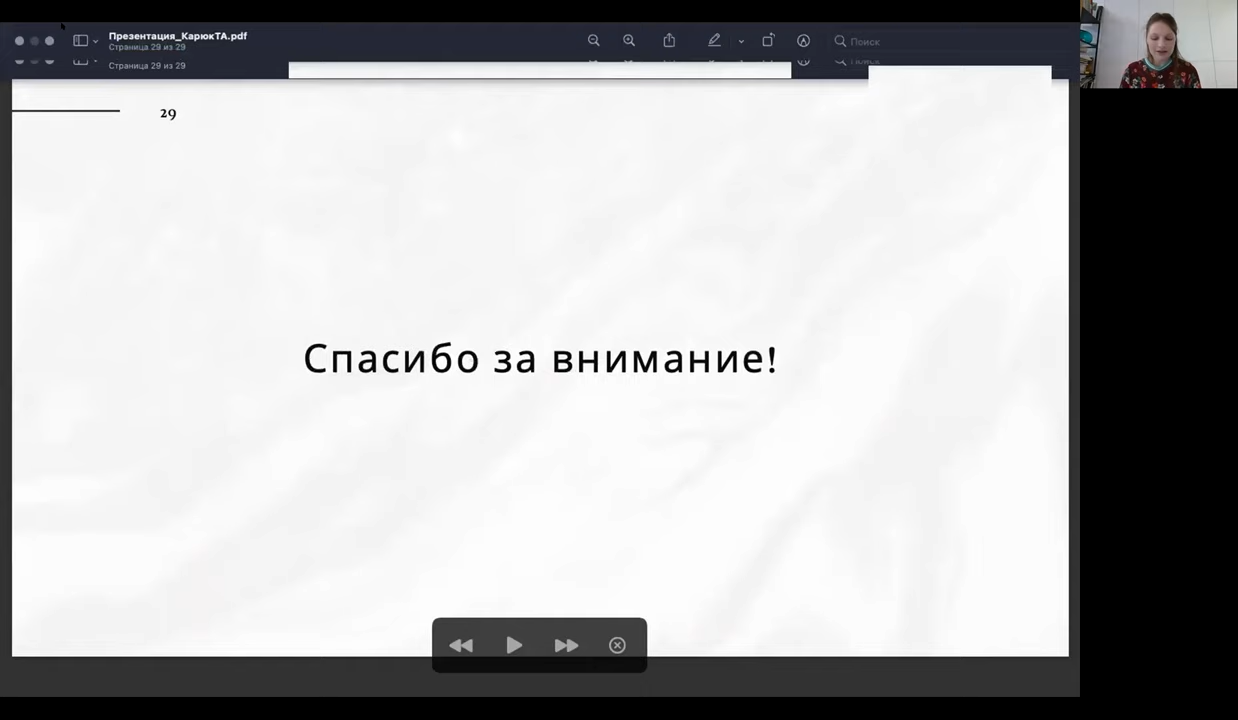 Презентация_КарюкТА.pdf
Страница 29 из 29
Поиск
Страница 29 из 29
29
Спасибо за внимание!